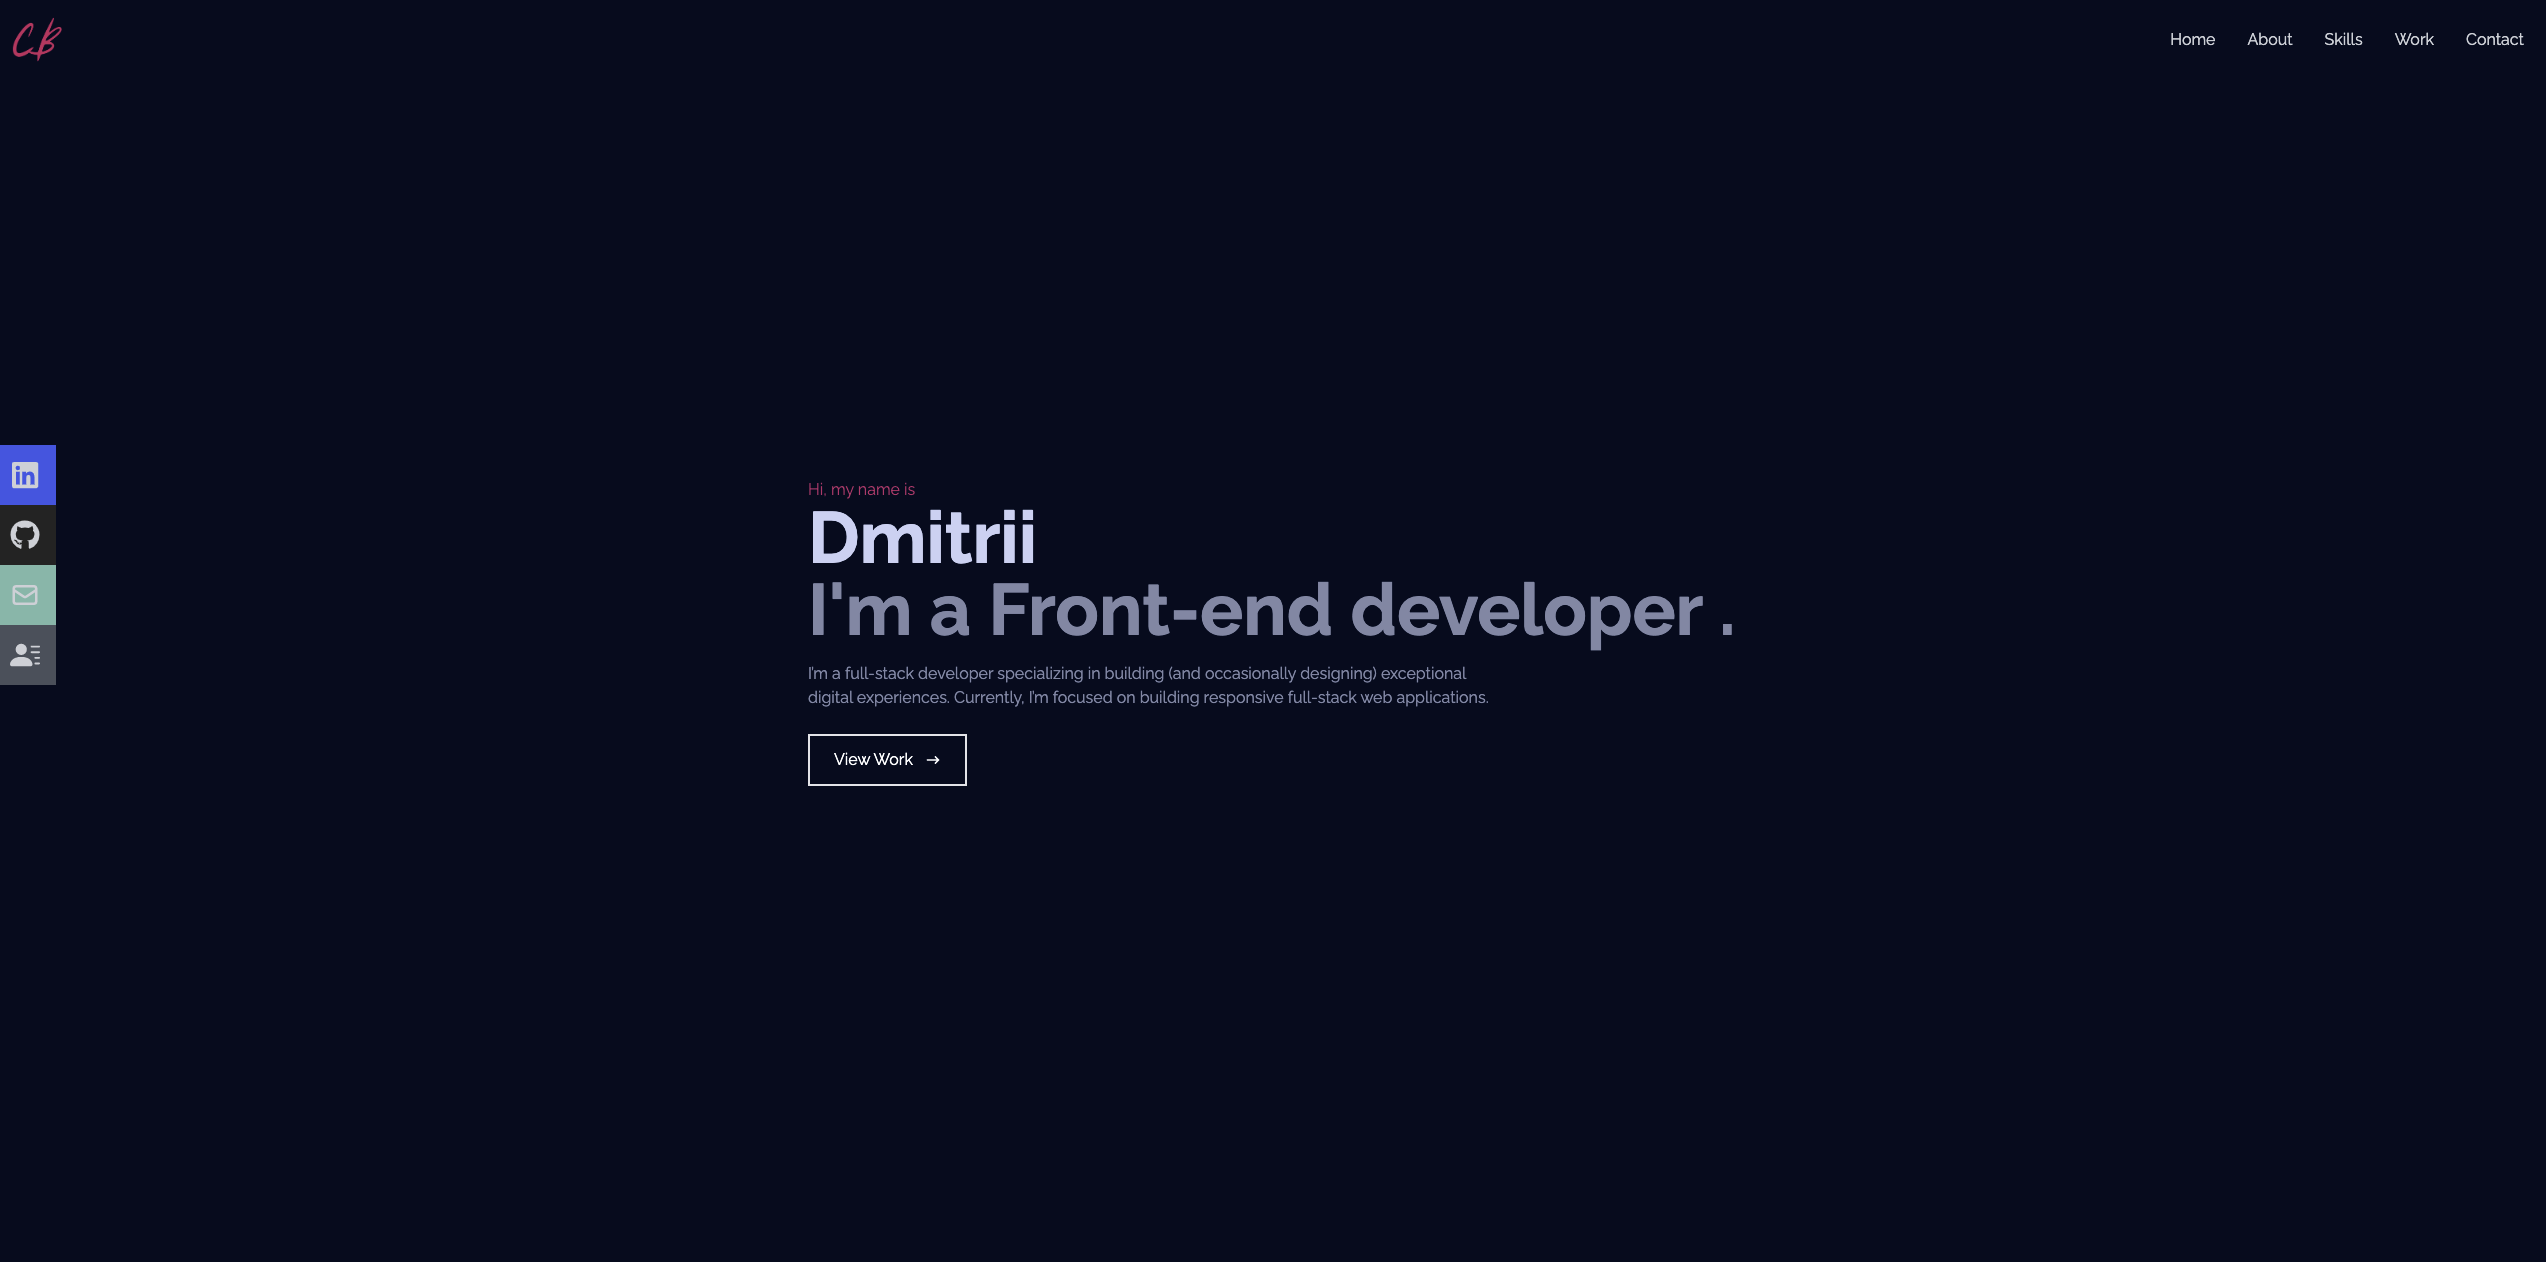 CB
Home About Skills Work Contact
in
Hi, my name is
Dmitrii
I'm a Front-end developer .
I'm a full-stack developer specializing in building (and occasionally designing) exceptional
digital experiences. Currently, I'm focused on building responsive full-stack web applications.
View Work →